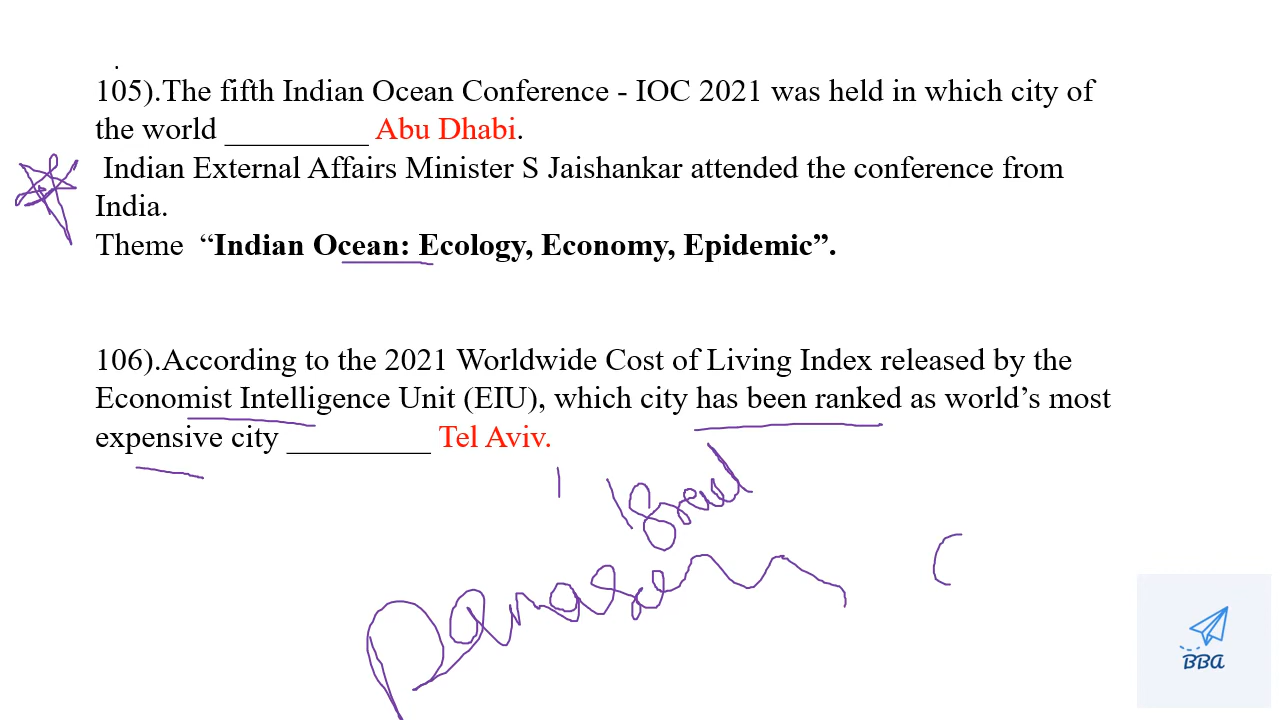 105).The fifth Indian Ocean Conference - IOC 2021 was held in which city of
the world _________ Abu Dhabi.
Indian External Affairs Minister S Jaishankar attended the conference from
India.
Theme “Indian Ocean: Ecology, Economy, Epidemic”.
106).According to the 2021 Worldwide Cost of Living Index released by the
Economist Intelligence Unit (EIU), which city has been ranked as world’s most
expensive city _________ Tel Aviv.
Israel
BBA